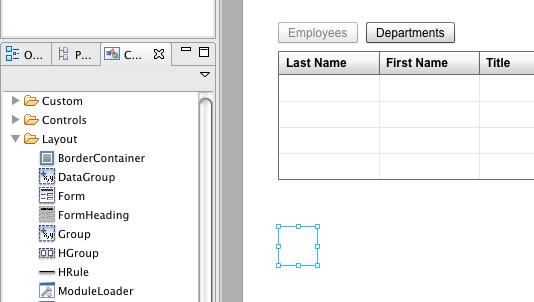 O... P... C...
Custom
Controls
Layout
BorderContainer
DataGroup
Form
FormHeading
Group
HGroup
HRule
ModuleLoader
Employees Departments
Last Name First Name Title